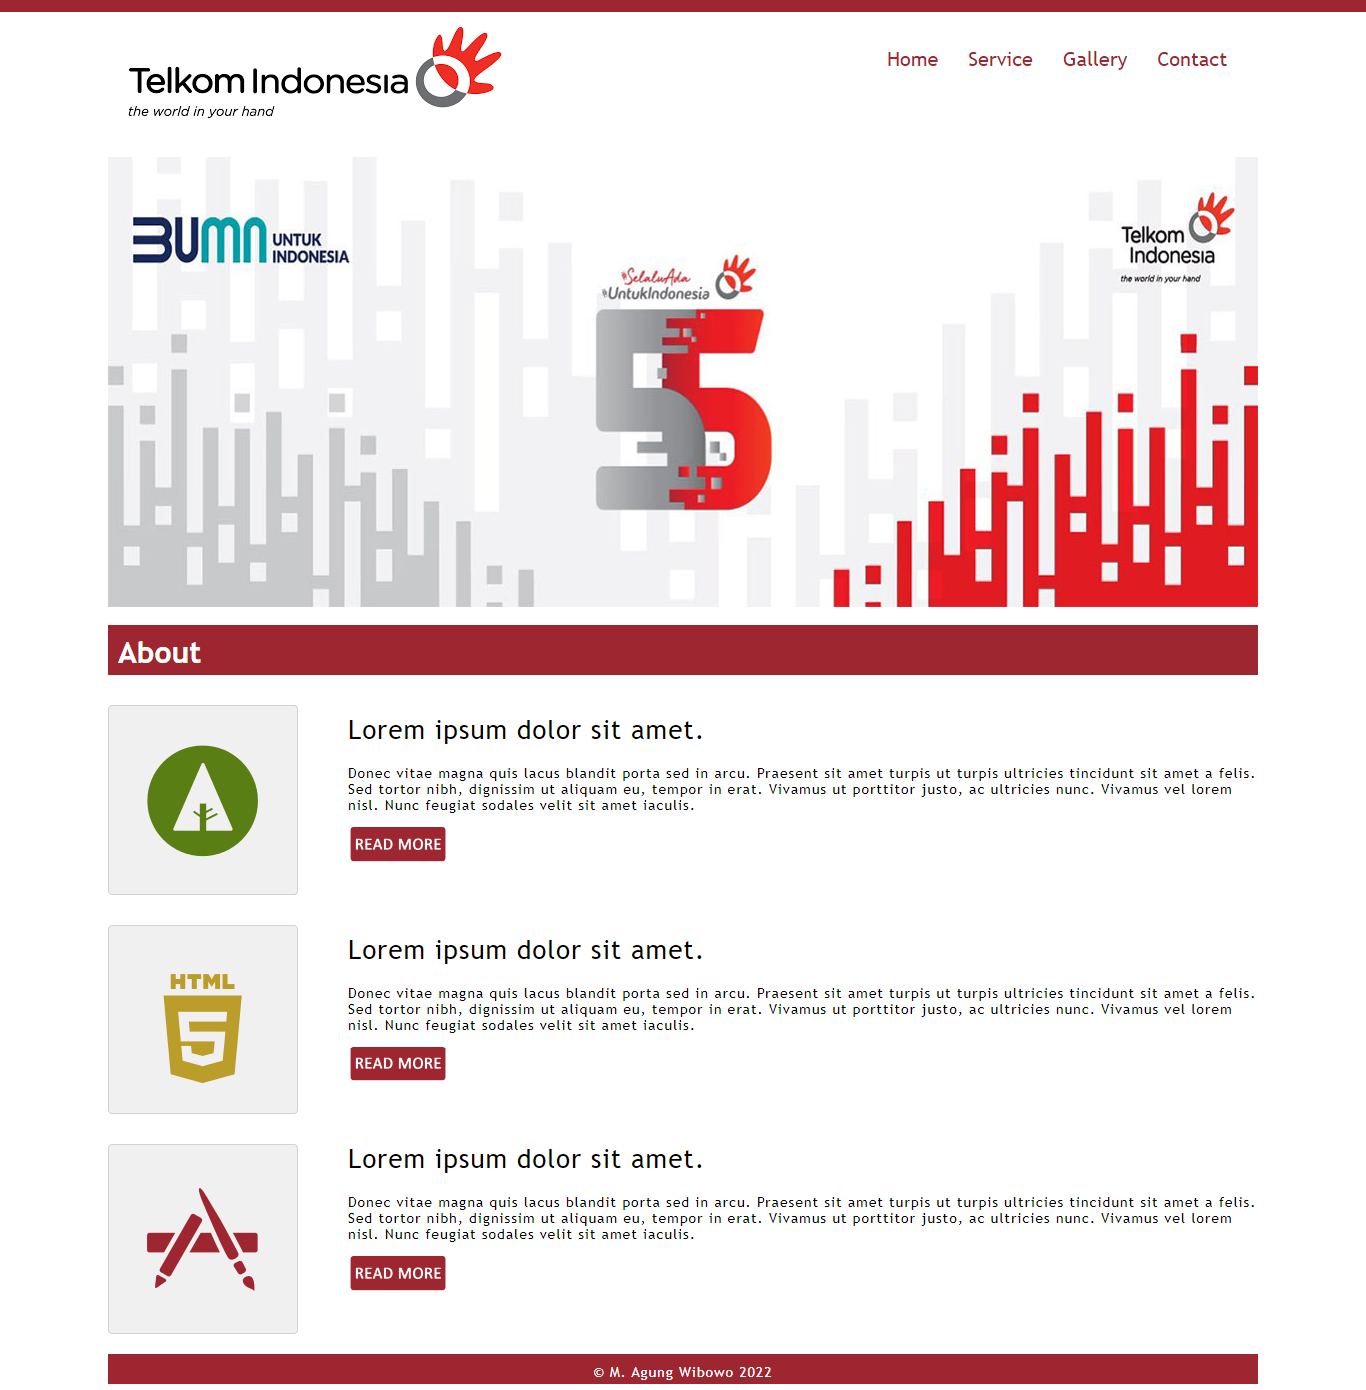 Telkom Indonesia
the world in your hand
Home Service Gallery Contact
BUMN UNTUK
INDONESIA
Telkom
Indonesia
the world in your hand
#SelaluAda
#UntukIndonesia
55
About
Lorem ipsum dolor sit amet.
Donec vitae magna quis lacus blandit porta sed in arcu. Praesent sit amet turpis ut turpis ultricies tincidunt sit amet a felis.
Sed tortor nibh, dignissim ut aliquam eu, tempor in erat. Vivamus ut porttitor justo, ac ultricies nunc. Vivamus vel lorem
nisl. Nunc feugiat sodales velit sit amet iaculis.
READ MORE
HTML
5
Lorem ipsum dolor sit amet.
Donec vitae magna quis lacus blandit porta sed in arcu. Praesent sit amet turpis ut turpis ultricies tincidunt sit amet a felis.
Sed tortor nibh, dignissim ut aliquam eu, tempor in erat. Vivamus ut porttitor justo, ac ultricies nunc. Vivamus vel lorem
nisl. Nunc feugiat sodales velit sit amet iaculis.
READ MORE
Lorem ipsum dolor sit amet.
Donec vitae magna quis lacus blandit porta sed in arcu. Praesent sit amet turpis ut turpis ultricies tincidunt sit amet a felis.
Sed tortor nibh, dignissim ut aliquam eu, tempor in erat. Vivamus ut porttitor justo, ac ultricies nunc. Vivamus vel lorem
nisl. Nunc feugiat sodales velit sit amet iaculis.
READ MORE
© M. Agung Wibowo 2022